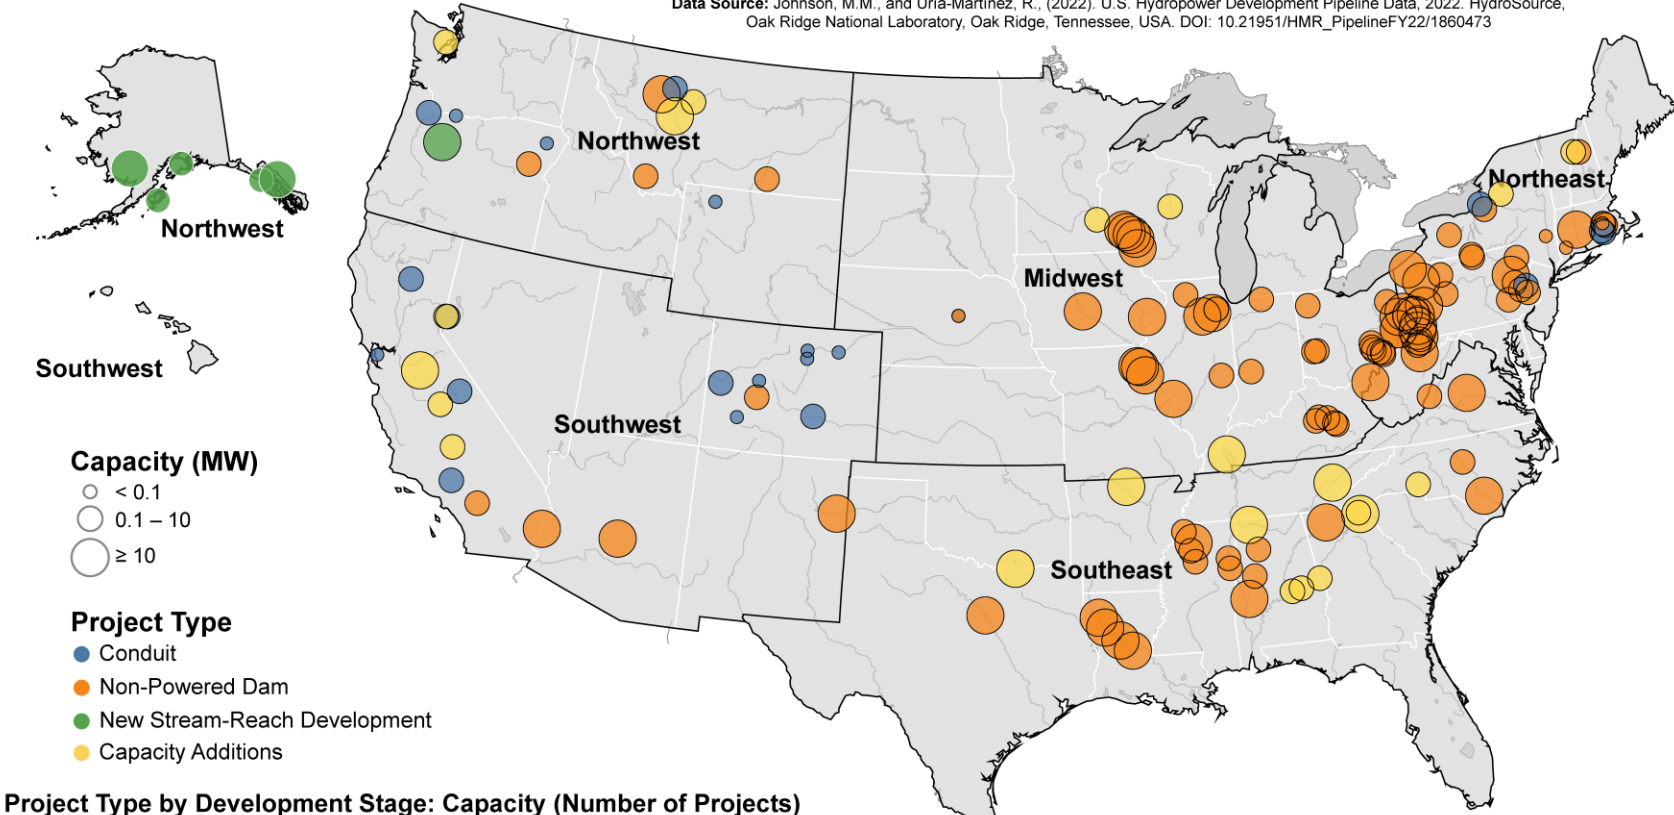 Data Source: Johnson, M.M., and Uria-Martinez, R., (2022). U.S. Hydropower Development Pipeline Data, 2022. HydroSource,
Oak Ridge National Laboratory, Oak Ridge, Tennessee, USA. DOI: 10.21951/HMR_PipelineFY22/1860473
Northwest
Northeast
Northwest
Midwest
Southwest
Southwest
Southeast
Capacity (MW)
< 0.1
0.1 – 10
≥ 10
Project Type
Conduit
Non-Powered Dam
New Stream-Reach Development
Capacity Additions
Project Type by Development Stage: Capacity (Number of Projects)